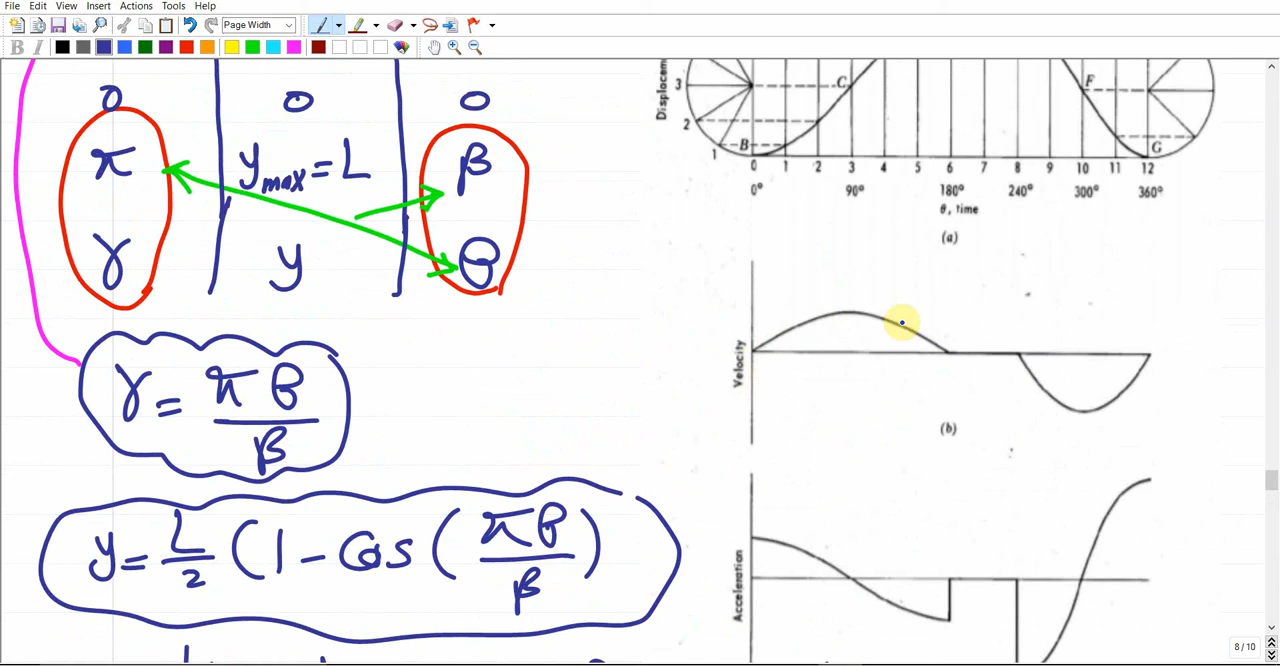 File Edit View Insert Actions Tools Help
Page Width
B I
0 0 0
π ymax = L β
γ y θ
γ = πθ
β
y = L/2 (1 - Cos (πθ
β)
Displacem
3
2
1
B
C
F
G
0 1 2 3 4 5 6 7 8 9 10 11 12
0° 90° 180° 240° 300° 360°
θ, time
(a)
Velocity
(b)
Acceleration
8 / 10